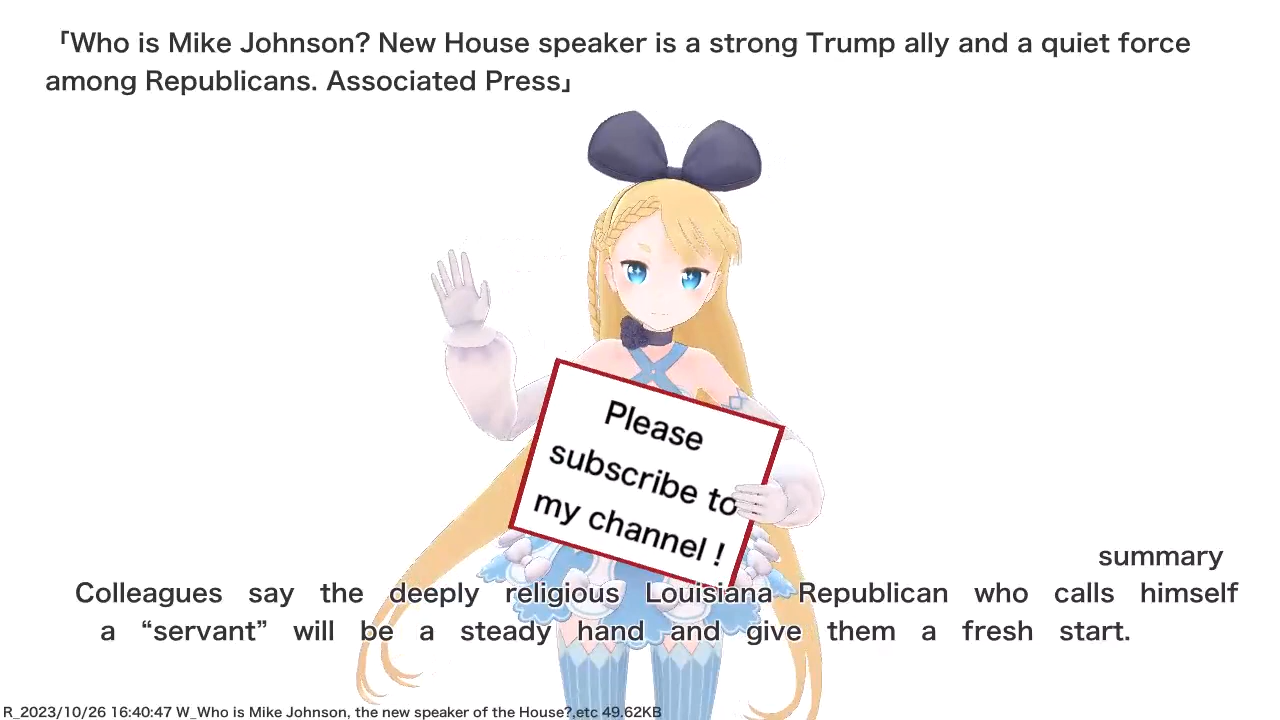 「Who is Mike Johnson? New House speaker is a strong Trump ally and a quiet force
among Republicans. Associated Press」
Please
subscribe to
my channel !
summary
Colleagues say the deeply religious Louisiana Republican who calls himself
a “servant” will be a steady hand and give them a fresh start.
R_2023/10/26 16:40:47 W_Who is Mike Johnson, the new speaker of the House?,etc 49.62KB